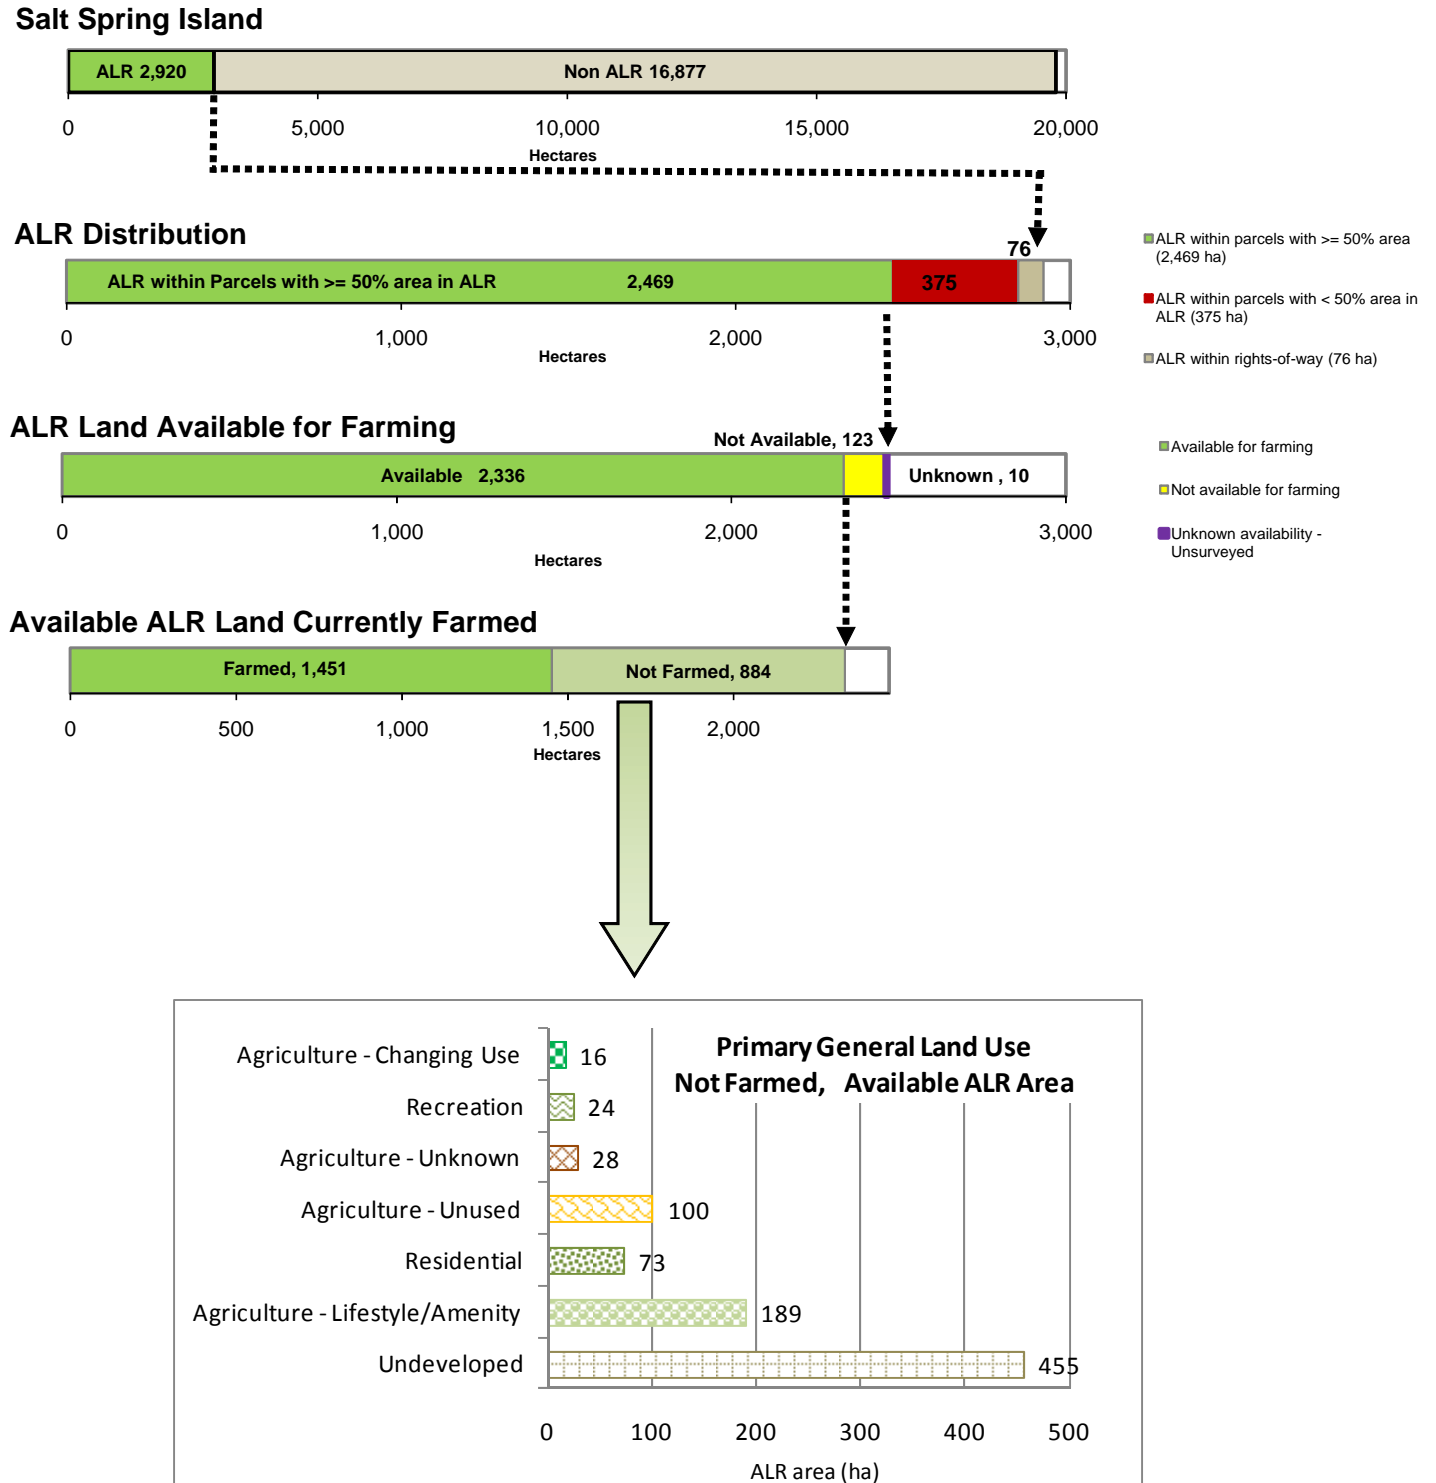 Salt Spring Island
ALR 2,920
Non ALR 16,877
0 5,000 10,000 15,000 20,000
Hectares
ALR Distribution
76
ALR within Parcels with >= 50% area in ALR 2,469
375
0 1,000 2,000 3,000
Hectares
ALR within parcels with >= 50% area
(2,469 ha)
ALR within parcels with < 50% area in
ALR (375 ha)
ALR within rights-of-way (76 ha)
ALR Land Available for Farming
Not Available, 123
Available 2,336
Unknown , 10
0 1,000 2,000 3,000
Hectares
Available for farming
Not available for farming
Unknown availability -
Unsurveyed
Available ALR Land Currently Farmed
Farmed, 1,451
Not Farmed, 884
0 500 1,000 1,500 2,000
Hectares
Primary General Land Use
Not Farmed, Available ALR Area
Agriculture - Changing Use 16
Recreation 24
Agriculture - Unknown 28
Agriculture - Unused 100
Residential 73
Agriculture - Lifestyle/Amenity 189
Undeveloped 455
0 100 200 300 400 500
ALR area (ha)